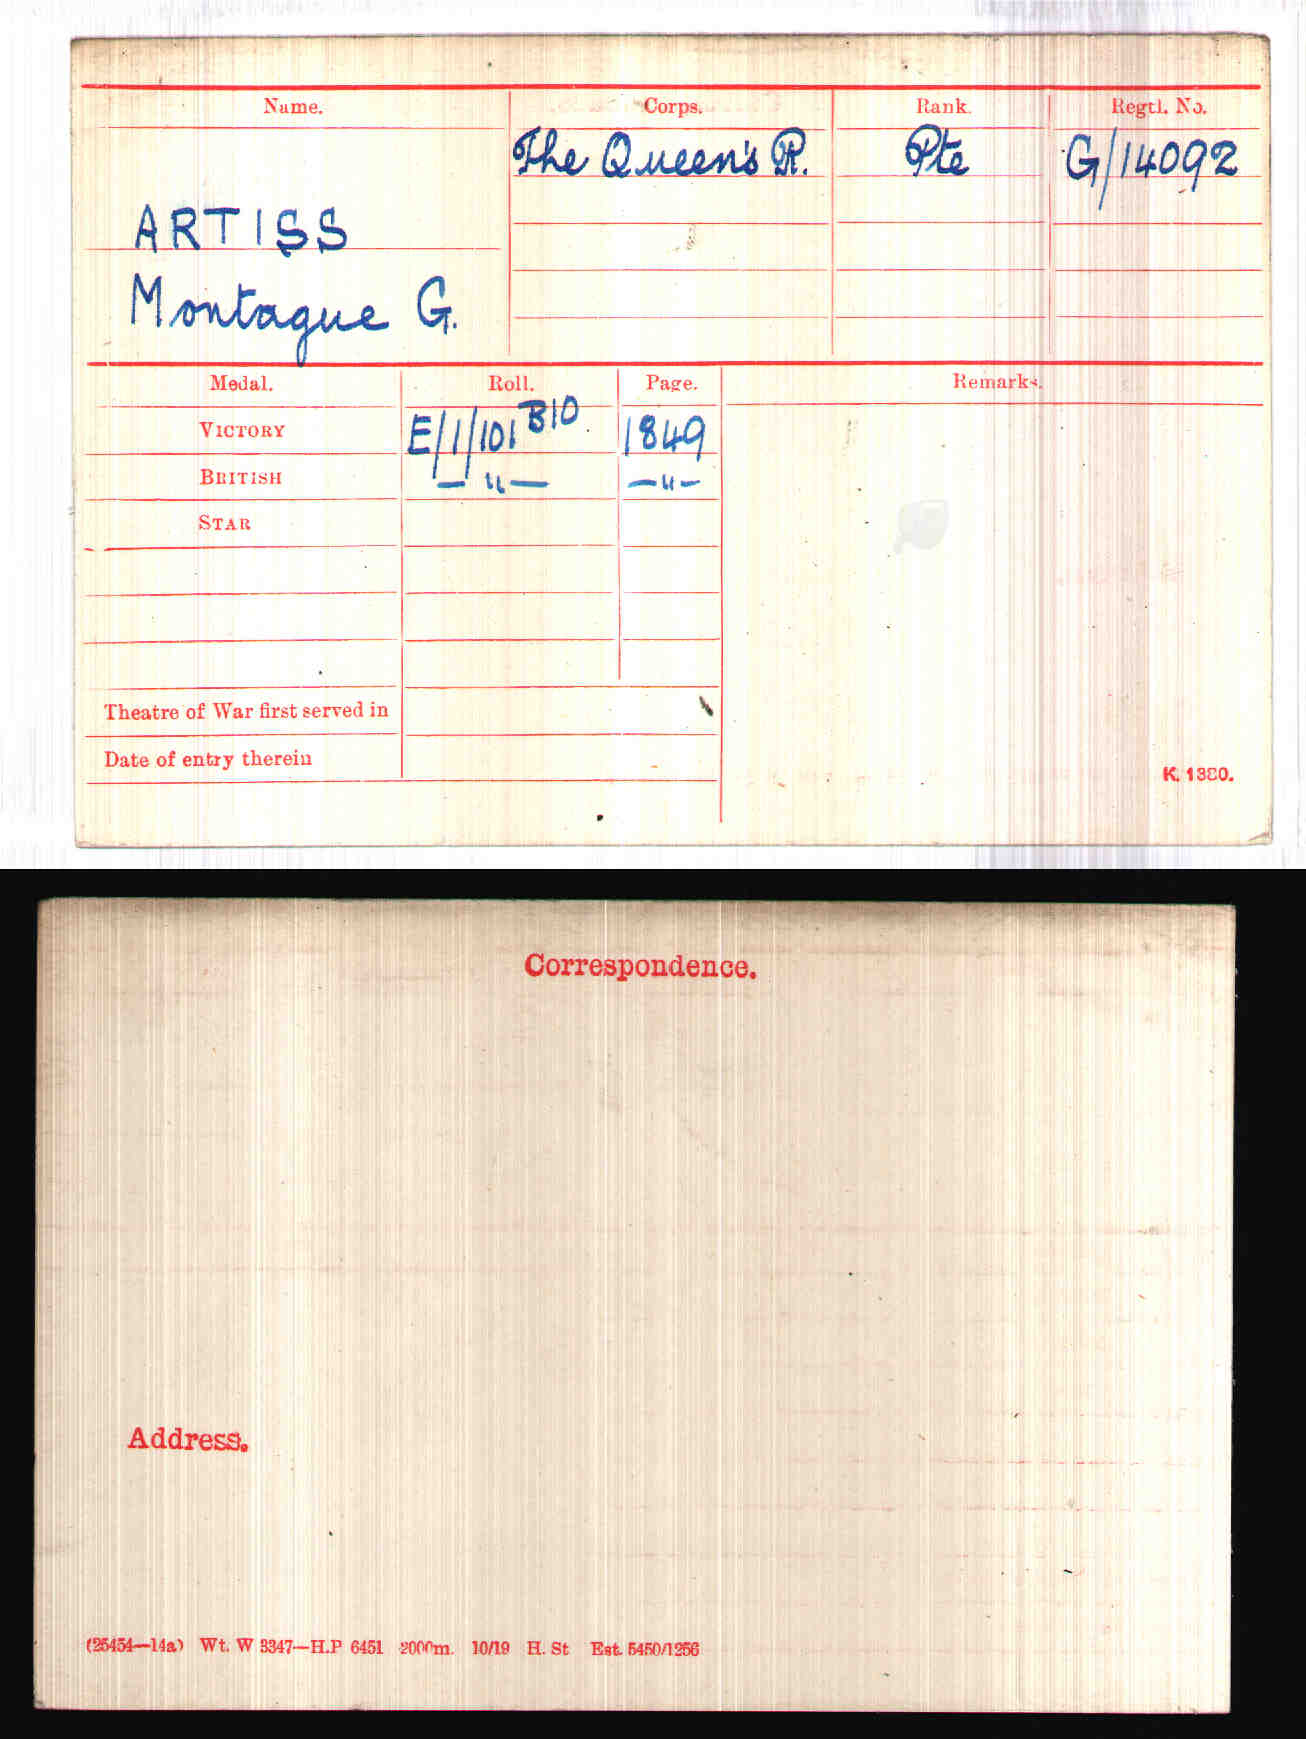 Name. Corps. Rank. Regtl. No.
The Queen's R. Pte G/14092
ARTISS
Montague G.
Medal. Roll. Page. Remarks.
VICTORY E/1/101 B10 1849
BRITISH — " — — " —
STAR
Theatre of War first served in
Date of entry therein
K. 1380.
Correspondence.
Address.
(25454—14a) Wt. W 3347—H.P 6451 2000m. 10/19 H. St Est. 5450/1256